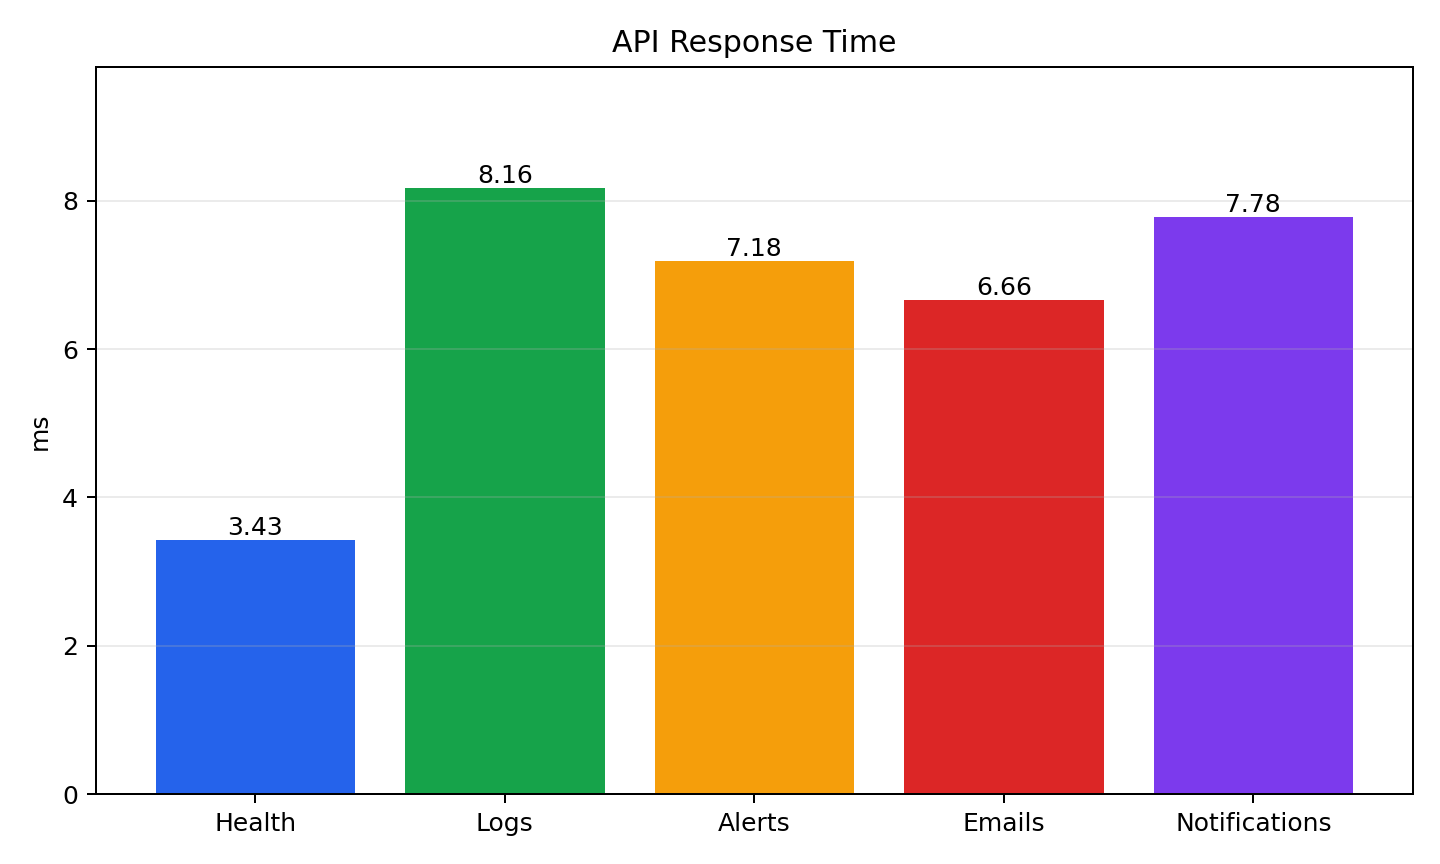 API Response Time
ms
8
6
4
2
0
3.43
8.16
7.18
6.66
7.78
Health
Logs
Alerts
Emails
Notifications